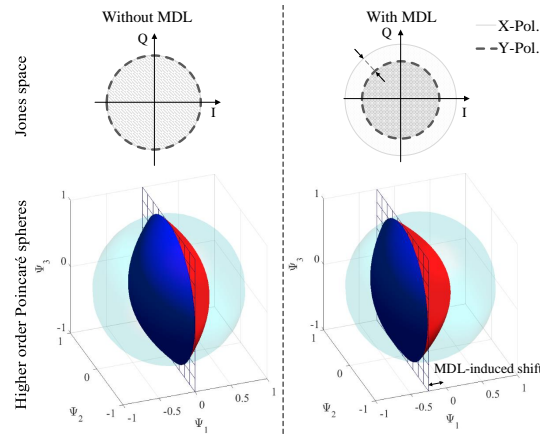 Without MDL
With MDL
X-Pol.
Y-Pol.
Jones space
Q
I
Q
I
Higher order Poincaré spheres
1
0
-1
Ψ3
1
0
-1
Ψ2
-1
-0.5
0
0.5
1
Ψ1
1
0
-1
Ψ3
1
0
-1
Ψ2
-1
-0.5
0
0.5
1
Ψ1
MDL-induced shift